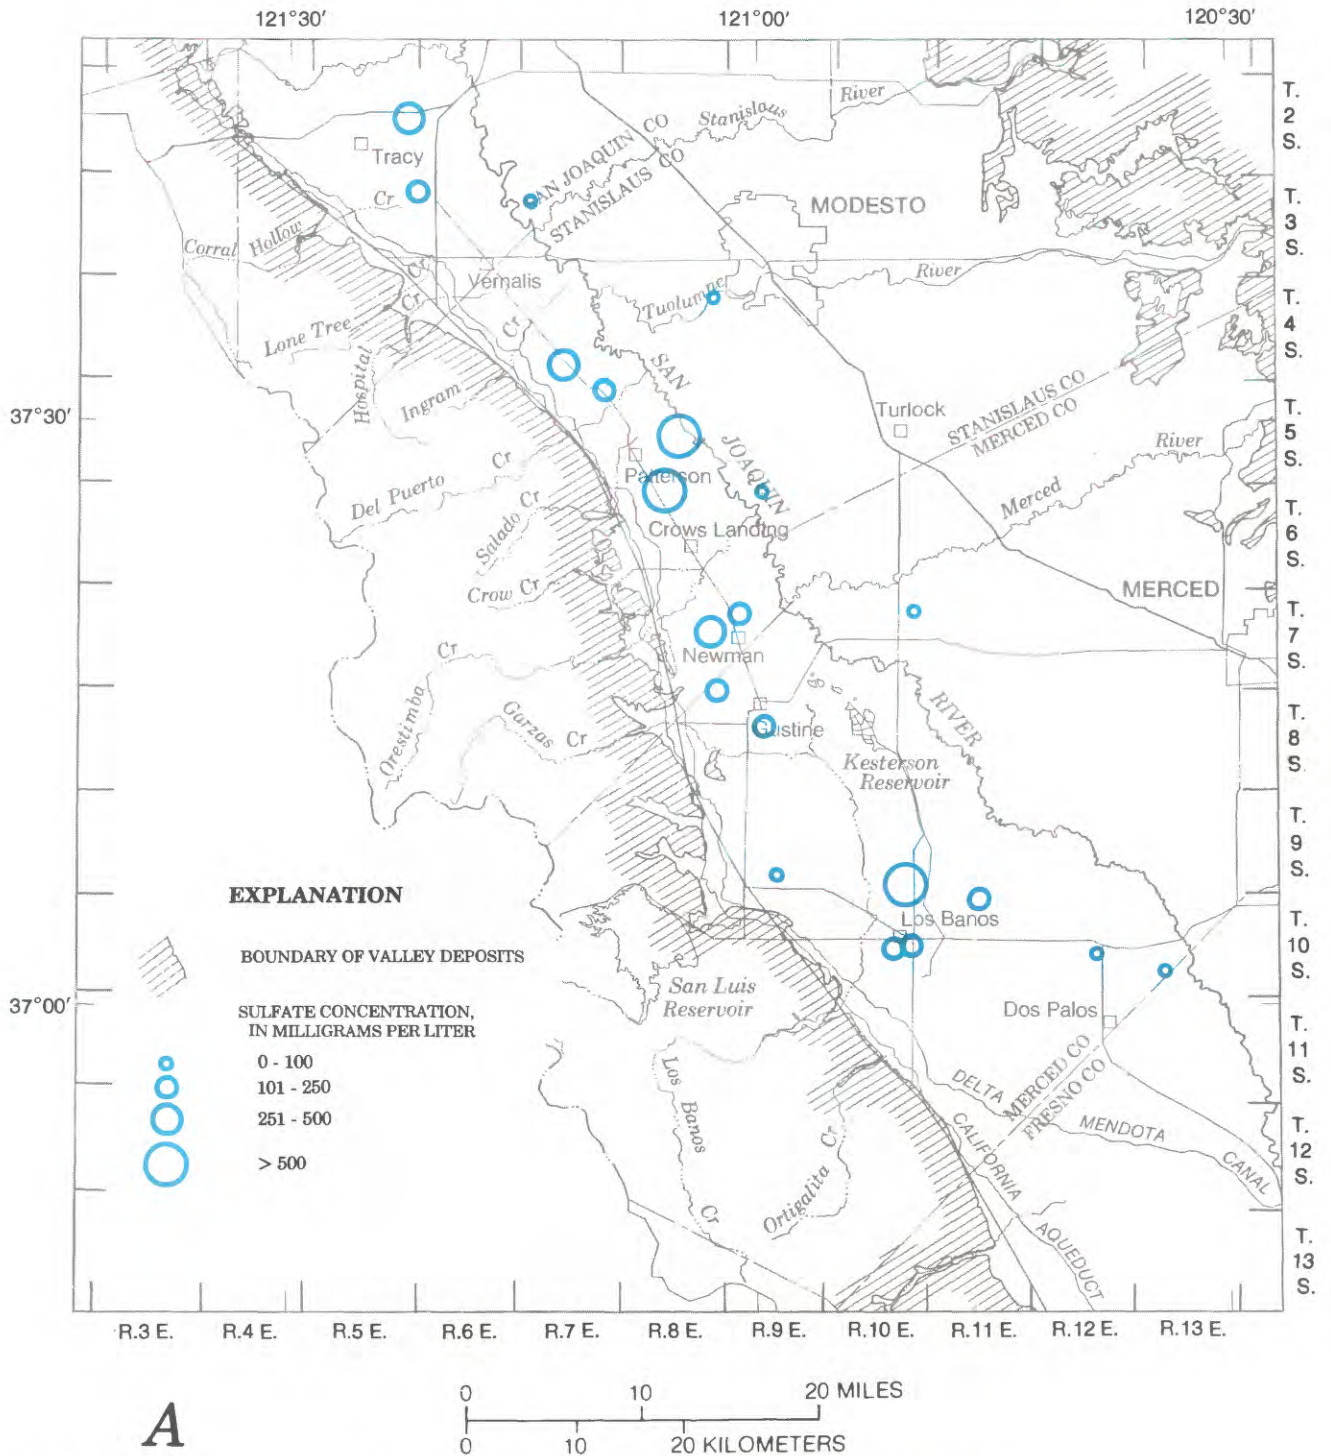 121°30′ 121°00′ 120°30′
T. 2 S.
River
Stanislaus
SAN JOAQUIN CO
STANISLAUS CO
Tracy
Cr
MODESTO
T. 3 S.
Corral Hollow
Cr
River
Vernalis
Tuolumne
T. 4 S.
Cr
Lone Tree
Cr
SAN
Hospital
Ingram
37°30′
Turlock
STANISLAUS CO
MERCED CO
T. 5 S.
River
JOAQUIN
Patterson
Cr
Del Puerto
Merced
Cr
Salado
Crows Landing
T. 6 S.
Crow Cr
MERCED
T. 7 S.
Newman
Cr
Orestimba
RIVER
Garzas Cr
Gustine
T. 8 S.
Kesterson
Reservoir
T. 9 S.
EXPLANATION
Los Banos
BOUNDARY OF VALLEY DEPOSITS
T. 10 S.
San Luis
Reservoir
37°00′
SULFATE CONCENTRATION,
IN MILLIGRAMS PER LITER
Dos Palos
0 - 100
101 - 250
251 - 500
> 500
T. 11 S.
Los Banos Cr
MERCED CO
FRESNO CO
DELTA MENDOTA CANAL
T. 12 S.
CALIFORNIA AQUEDUCT
Ortigalita Cr
T. 13 S.
R.3 E. R.4 E. R.5 E. R.6 E. R.7 E. R.8 E. R.9 E. R.10 E. R.11 E. R.12 E. R.13 E.
0 10 20 MILES
0 10 20 KILOMETERS
A